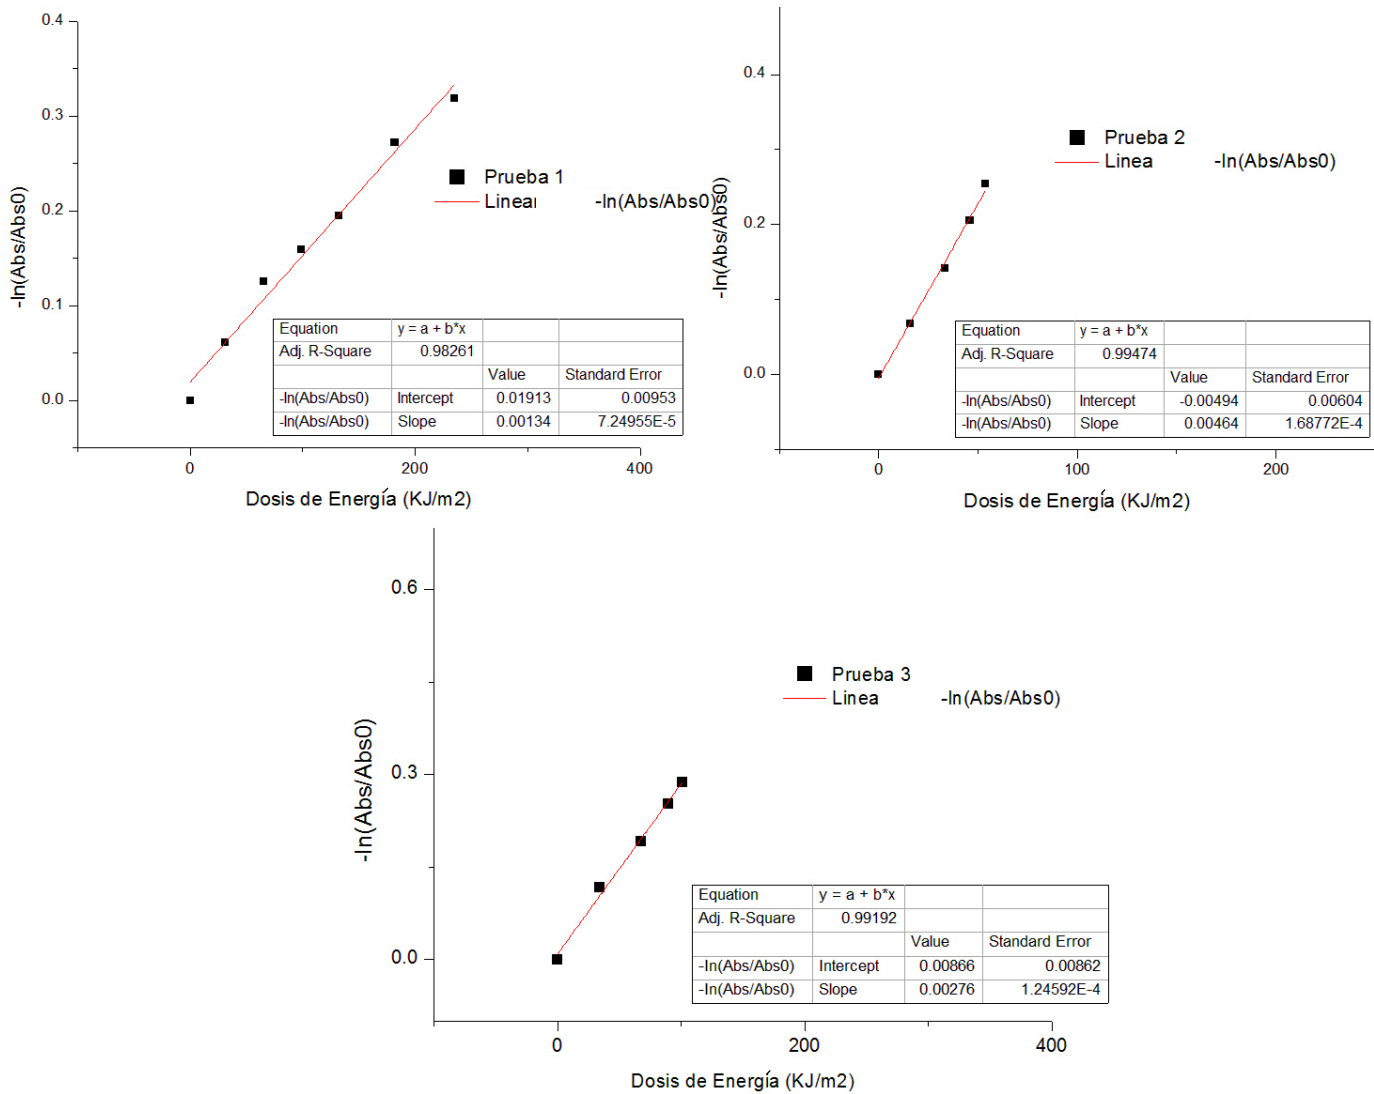 0.4
0.3
0.2
0.1
0.0
-ln(Abs/Abs0)
Prueba 1
Linear -ln(Abs/Abs0)
Equation y = a + b*x
Adj. R-Square 0.98261
Value Standard Error
-ln(Abs/Abs0) Intercept 0.01913 0.00953
-ln(Abs/Abs0) Slope 0.00134 7.24955E-5
0 200 400
Dosis de Energía (KJ/m2)
0.4
0.2
0.0
-ln(Abs/Abs0)
Prueba 2
Linea -ln(Abs/Abs0)
Equation y = a + b*x
Adj. R-Square 0.99474
Value Standard Error
-ln(Abs/Abs0) Intercept -0.00494 0.00604
-ln(Abs/Abs0) Slope 0.00464 1.68772E-4
0 100 200
Dosis de Energía (KJ/m2)
0.6
0.3
0.0
-ln(Abs/Abs0)
Prueba 3
Linea -ln(Abs/Abs0)
Equation y = a + b*x
Adj. R-Square 0.99192
Value Standard Error
-ln(Abs/Abs0) Intercept 0.00866 0.00862
-ln(Abs/Abs0) Slope 0.00276 1.24592E-4
0 200 400
Dosis de Energía (KJ/m2)